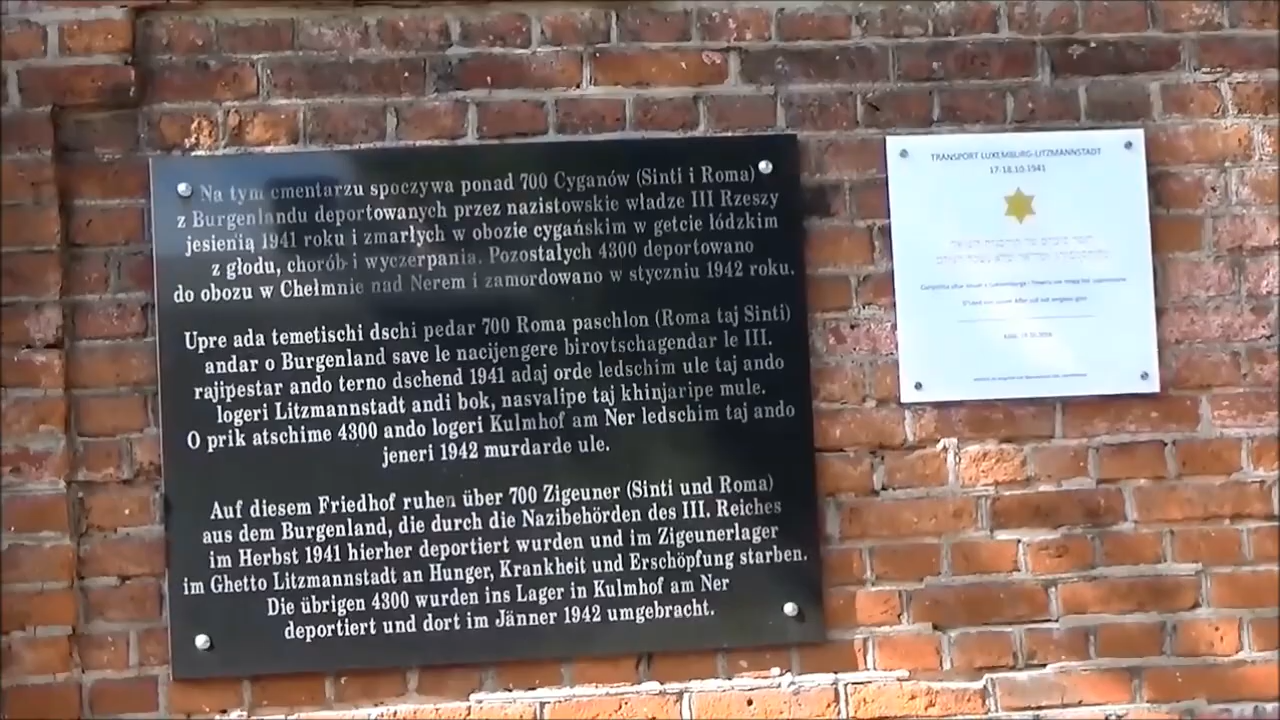 Na tym cmentarzu spoczywa ponad 700 Cyganów (Sinti i Roma)
z Burgenlandu deportowanych przez nazistowskie władze III Rzeszy
jesienią 1941 roku i zmarłych w obozie cygańskim w getcie łódzkim
z głodu, chorób i wyczerpania. Pozostałych 4300 deportowano
do obozu w Chełmnie nad Nerem i zamordowano w styczniu 1942 roku.
Upre ada temetischi dschi pedar 700 Roma paschlon (Roma taj Sinti)
andar o Burgenland save le nacijengere birovtschagendar le III.
rajipestar ando terno dschend 1941 adaj orde ledschim ule taj ando
logeri Litzmannstadt andi bok, nasvalipe taj khinjaripe mule.
O prik atschime 4300 ando logeri Kulmhof am Ner ledschim taj ando
jeneri 1942 murdarde ule.
Auf diesem Friedhof ruhen über 700 Zigeuner (Sinti und Roma)
aus dem Burgenland, die durch die Nazibehörden des III. Reiches
im Herbst 1941 hierher deportiert wurden und im Zigeunerlager
im Ghetto Litzmannstadt an Hunger, Krankheit und Erschöpfung starben.
Die übrigen 4300 wurden ins Lager in Kulmhof am Ner
deportiert und dort im Jänner 1942 umgebracht.
TRANSPORT LUXEMBURG-LITZMANNSTADT
17-18.10.1941